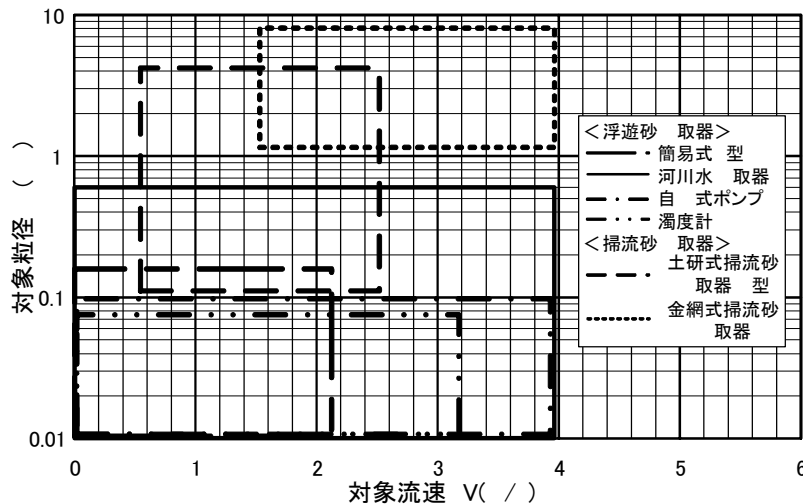 10
1
0.1
0.01
対象粒径 （ ）
0 1 2 3 4 5 6
対象流速 V( / )
＜浮遊砂 取器＞
簡易式 型
河川水 取器
自 式ポンプ
濁度計
＜掃流砂 取器＞
土研式掃流砂
取器 型
金網式掃流砂
取器